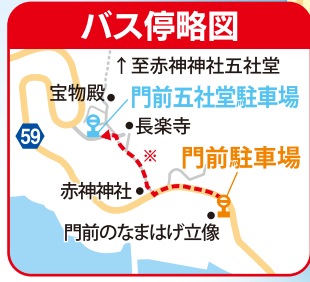 バス停略図
↑至赤神神社五社堂
宝物殿
門前五社堂駐車場
長楽寺
59
※
門前駐車場
赤神神社
門前のなまはげ立像